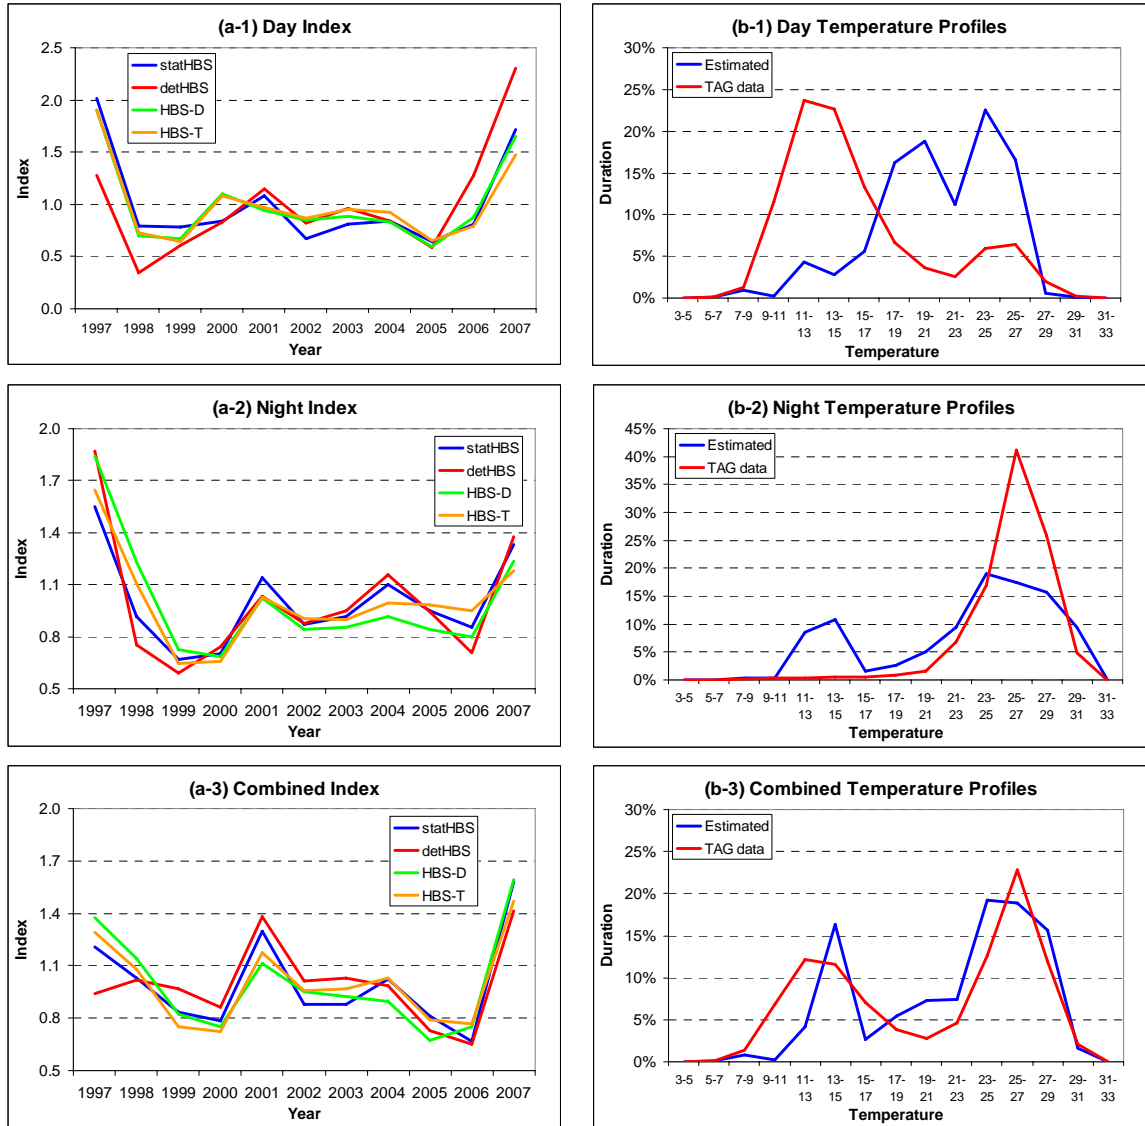 (a-1) Day Index
2.5
2.0
1.5
1.0
0.5
0.0
Index
statHBS
detHBS
HBS-D
HBS-T
1997 1998 1999 2000 2001 2002 2003 2004 2005 2006 2007
Year
(b-1) Day Temperature Profiles
30%
25%
20%
15%
10%
5%
0%
Duration
Estimated
TAG data
3-5 5-7 7-9 9-11 11-13 13-15 15-17 17-19 19-21 21-23 23-25 25-27 27-29 29-31 31-33
Temperature
(a-2) Night Index
2.0
1.7
1.4
1.1
0.8
0.5
Index
statHBS
detHBS
HBS-D
HBS-T
1997 1998 1999 2000 2001 2002 2003 2004 2005 2006 2007
Year
(b-2) Night Temperature Profiles
45%
40%
35%
30%
25%
20%
15%
10%
5%
0%
Duration
Estimated
TAG data
3-5 5-7 7-9 9-11 11-13 13-15 15-17 17-19 19-21 21-23 23-25 25-27 27-29 29-31 31-33
Temperature
(a-3) Combined Index
2.0
1.7
1.4
1.1
0.8
0.5
Index
statHBS
detHBS
HBS-D
HBS-T
1997 1998 1999 2000 2001 2002 2003 2004 2005 2006 2007
Year
(b-3) Combined Temperature Profiles
30%
25%
20%
15%
10%
5%
0%
Duration
Estimated
TAG data
3-5 5-7 7-9 9-11 11-13 13-15 15-17 17-19 19-21 21-23 23-25 25-27 27-29 29-31 31-33
Temperature